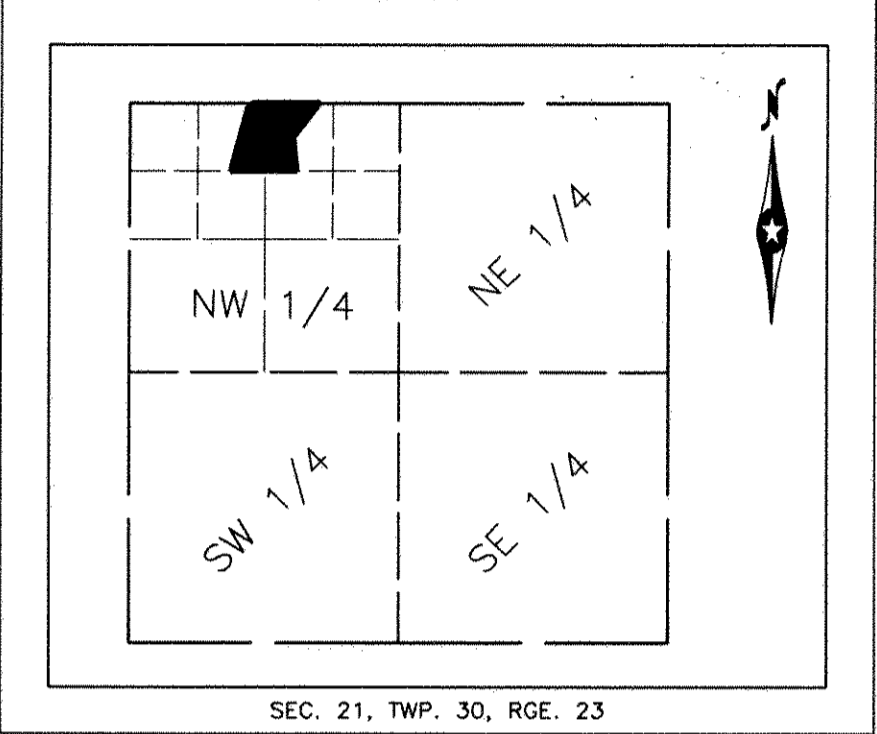 N
NE 1/4
NW 1/4
SW 1/4
SE 1/4
SEC. 21, TWP. 30, RGE. 23